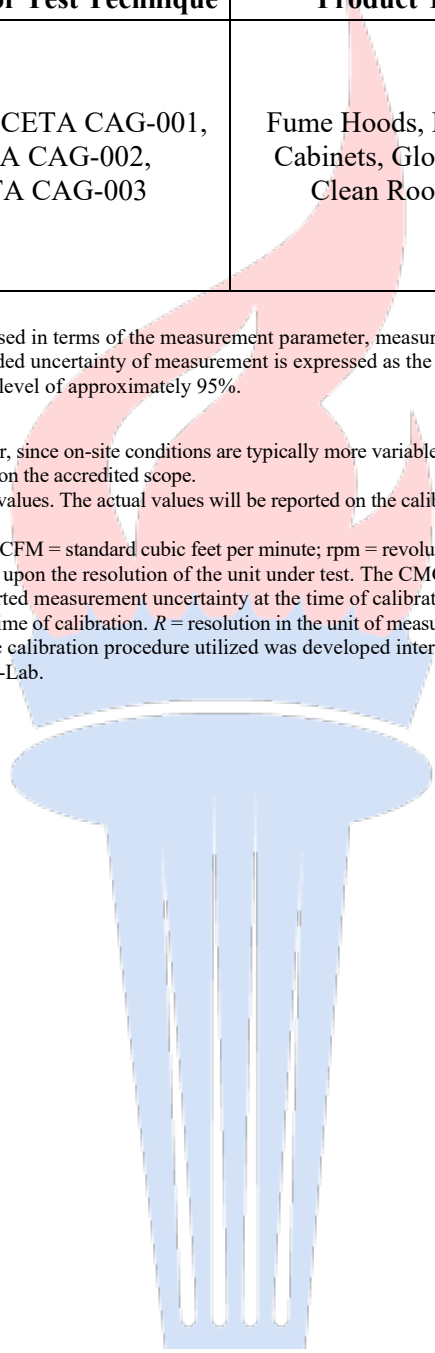 or Test Technique
Product
CETA CAG-001,
A CAG-002,
TA CAG-003
Fume Hoods,
Cabinets, Glo
Clean Roo
sed in terms of the measurement parameter, measur
ded uncertainty of measurement is expressed as the
level of approximately 95%.
r, since on-site conditions are typically more variable
on the accredited scope.
values. The actual values will be reported on the calib
CFM = standard cubic feet per minute; rpm = revolu
upon the resolution of the unit under test. The CMC
rted measurement uncertainty at the time of calibrat
time of calibration. R = resolution in the unit of measu
e calibration procedure utilized was developed inter
-Lab.